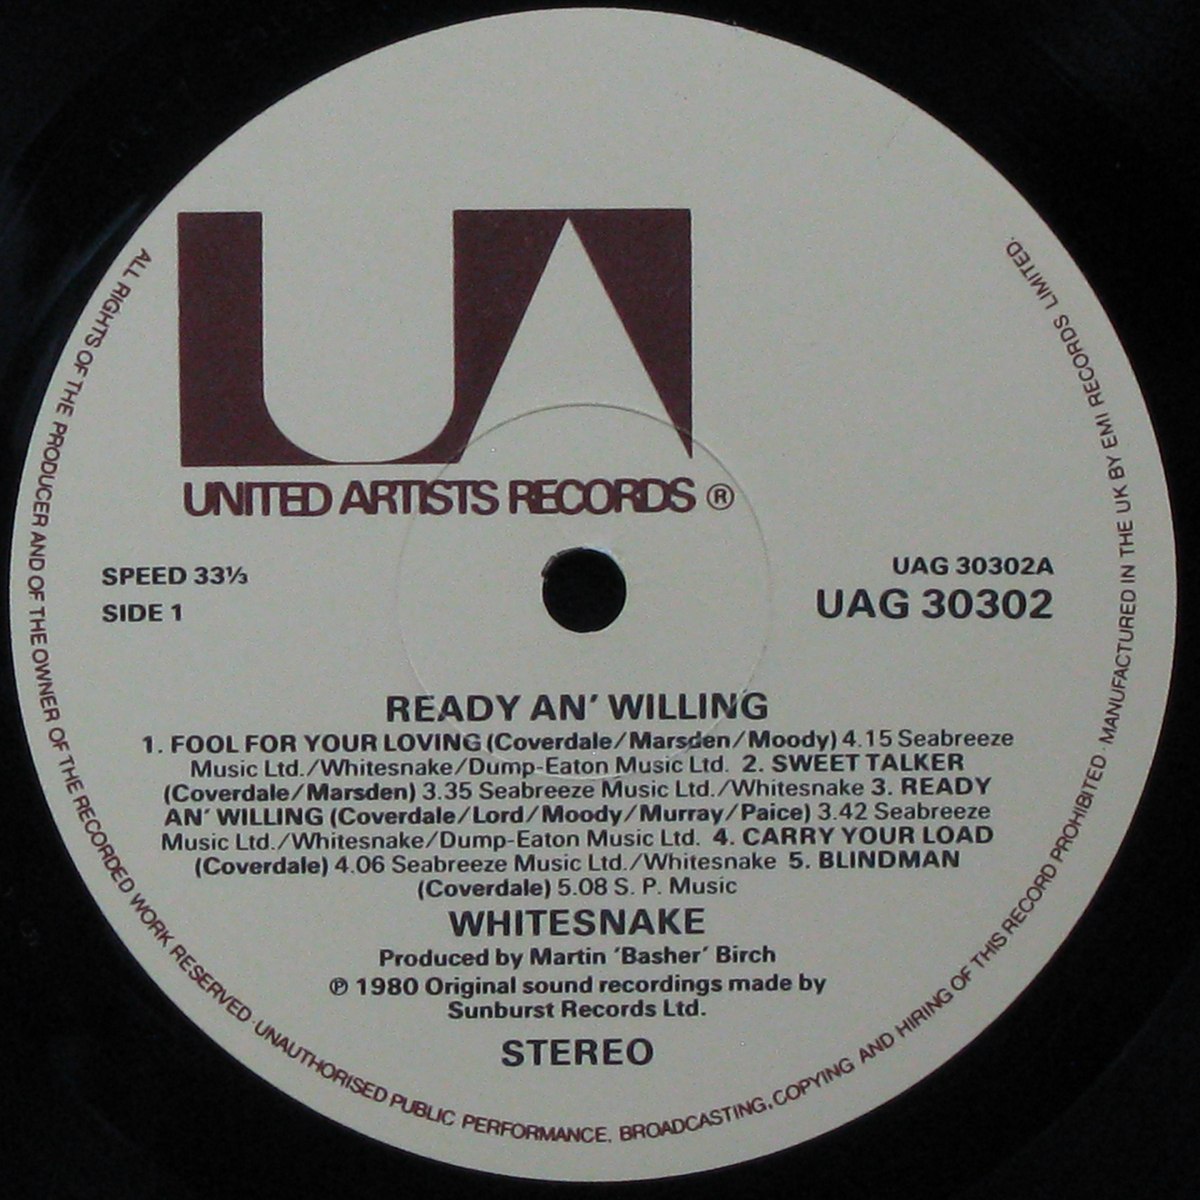 UA
UNITED ARTISTS RECORDS ®
SPEED 33⅓
SIDE 1
UAG 30302A
UAG 30302
READY AN' WILLING
1. FOOL FOR YOUR LOVING (Coverdale/Marsden/Moody) 4.15 Seabreeze
Music Ltd./Whitesnake/Dump-Eaton Music Ltd. 2. SWEET TALKER
(Coverdale/Marsden) 3.35 Seabreeze Music Ltd./Whitesnake 3. READY
AN' WILLING (Coverdale/Lord/Moody/Murray/Paice) 3.42 Seabreeze
Music Ltd./Whitesnake/Dump-Eaton Music Ltd. 4. CARRY YOUR LOAD
(Coverdale) 4.06 Seabreeze Music Ltd./Whitesnake 5. BLINDMAN
(Coverdale) 5.08 S. P. Music
WHITESNAKE
Produced by Martin 'Basher' Birch
℗ 1980 Original sound recordings made by
Sunburst Records Ltd.
STEREO
ALL RIGHTS OF THE PRODUCER AND OF THE OWNER OF THE RECORDED WORK RESERVED · UNAUTHORISED PUBLIC PERFORMANCE, BROADCASTING, COPYING AND HIRING OF THIS RECORD PROHIBITED · MANUFACTURED IN THE UK BY EMI RECORDS LIMITED.